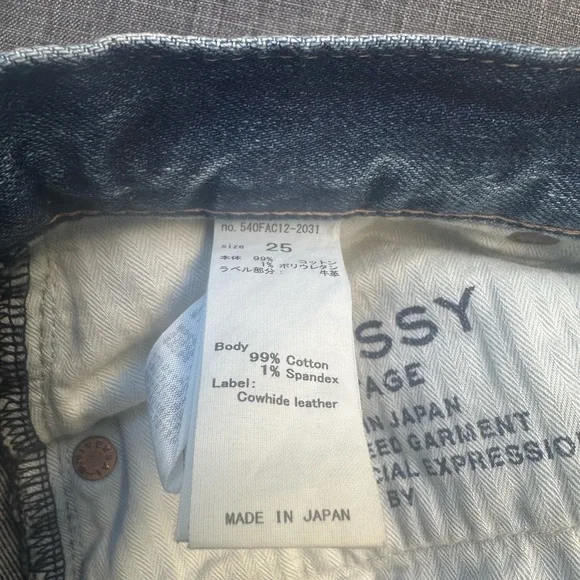 no. 540FAC12-2031
size 25
本体 99% コットン
1% ポリウレタン
ラベル部分: 牛革
Body
99% Cotton
1% Spandex
Label:
Cowhide leather
MADE IN JAPAN
SSY
AGE
IN JAPAN
EED GARMENT
CIAL EXPRESSION
BY